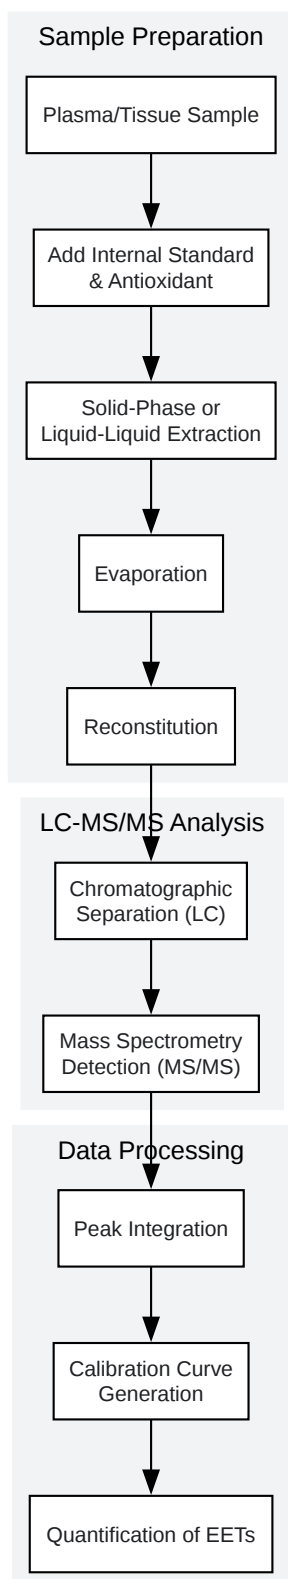 Sample Preparation
Plasma/Tissue Sample
Add Internal Standard
& Antioxidant
Solid-Phase or
Liquid-Liquid Extraction
Evaporation
Reconstitution
LC-MS/MS Analysis
Chromatographic
Separation (LC)
Mass Spectrometry
Detection (MS/MS)
Data Processing
Peak Integration
Calibration Curve
Generation
Quantification of EETs